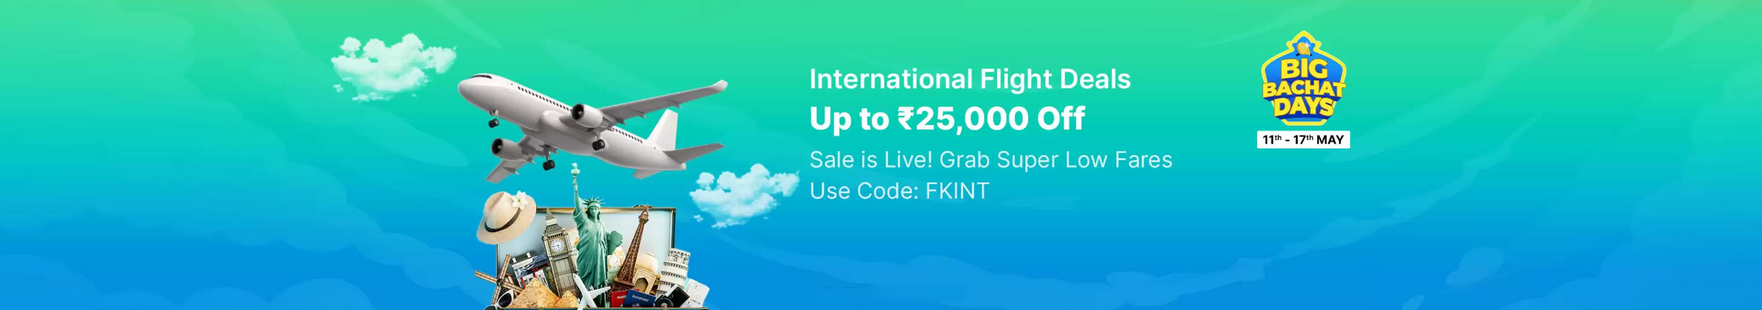 International Flight Deals
Up to ₹25,000 Off
Sale is Live! Grab Super Low Fares
Use Code: FKINT
BIG
BACHAT
DAYS
11th - 17th MAY